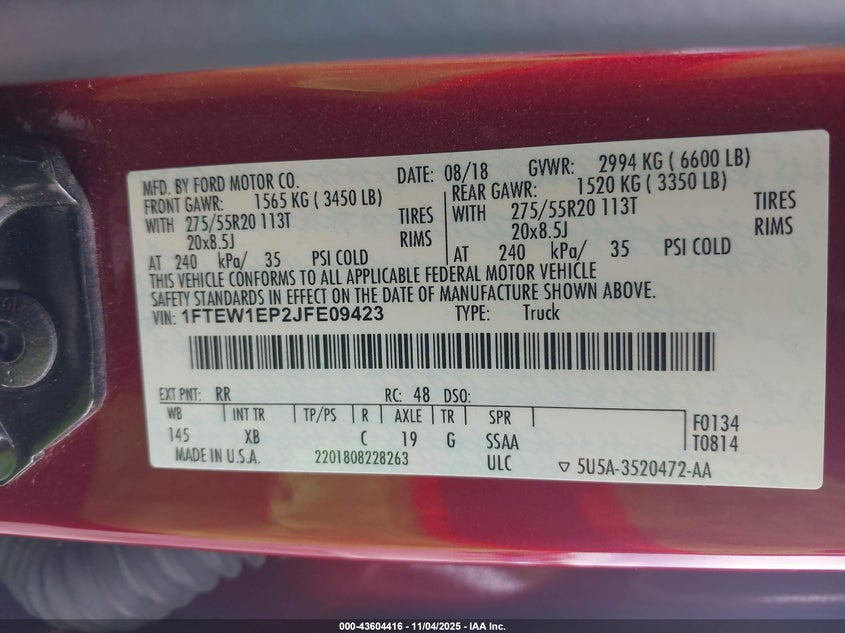 MFD. BY FORD MOTOR CO. DATE: 08/18 GVWR: 2994 KG ( 6600 LB)
FRONT GAWR: 1565 KG ( 3450 LB) REAR GAWR: 1520 KG ( 3350 LB)
WITH 275/55R20 113T TIRES WITH 275/55R20 113T TIRES
20x8.5J RIMS 20x8.5J RIMS
AT 240 kPa/ 35 PSI COLD AT 240 kPa/ 35 PSI COLD
THIS VEHICLE CONFORMS TO ALL APPLICABLE FEDERAL MOTOR VEHICLE
SAFETY STANDARDS IN EFFECT ON THE DATE OF MANUFACTURE SHOWN ABOVE.
VIN: 1FTEW1EP2JFE09423 TYPE: Truck
EXT PNT: RR RC: 48 DSO:
WB INT TR TP/PS R AXLE TR SPR F0134
145 XB C 19 G SSAA T0814
MADE IN U.S.A. 2201808228263 ULC ▽ 5U5A-3520472-AA
000-43604416 - 11/04/2025 - IAA Inc.